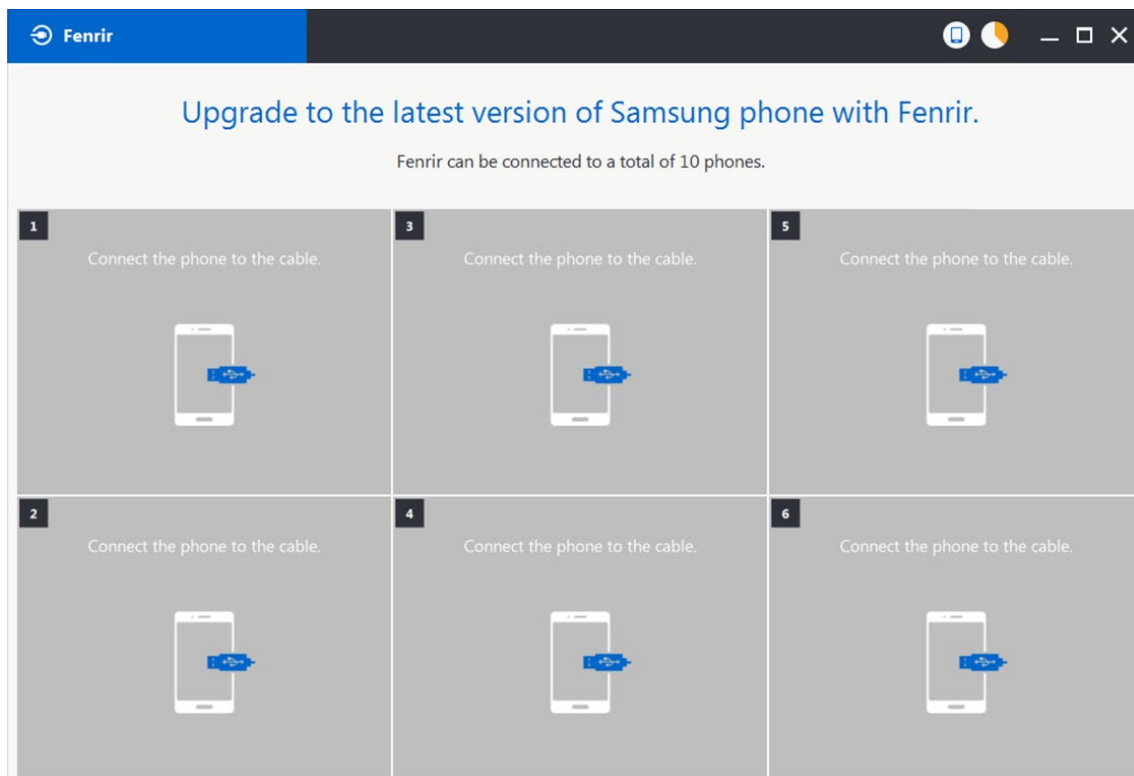 Fenrir
Upgrade to the latest version of Samsung phone with Fenrir.
Fenrir can be connected to a total of 10 phones.
1
Connect the phone to the cable.
3
Connect the phone to the cable.
5
Connect the phone to the cable.
2
Connect the phone to the cable.
4
Connect the phone to the cable.
6
Connect the phone to the cable.